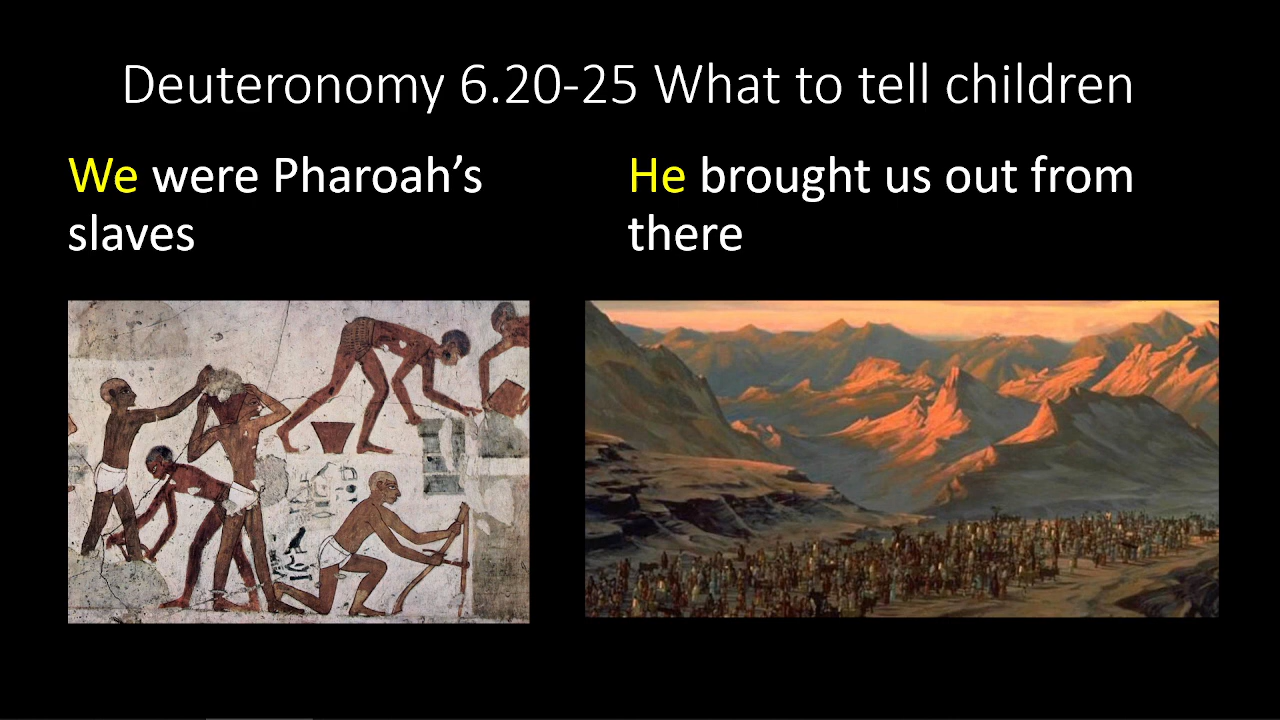 Deuteronomy 6.20-25 What to tell children
We were Pharoah’s
slaves
He brought us out from
there